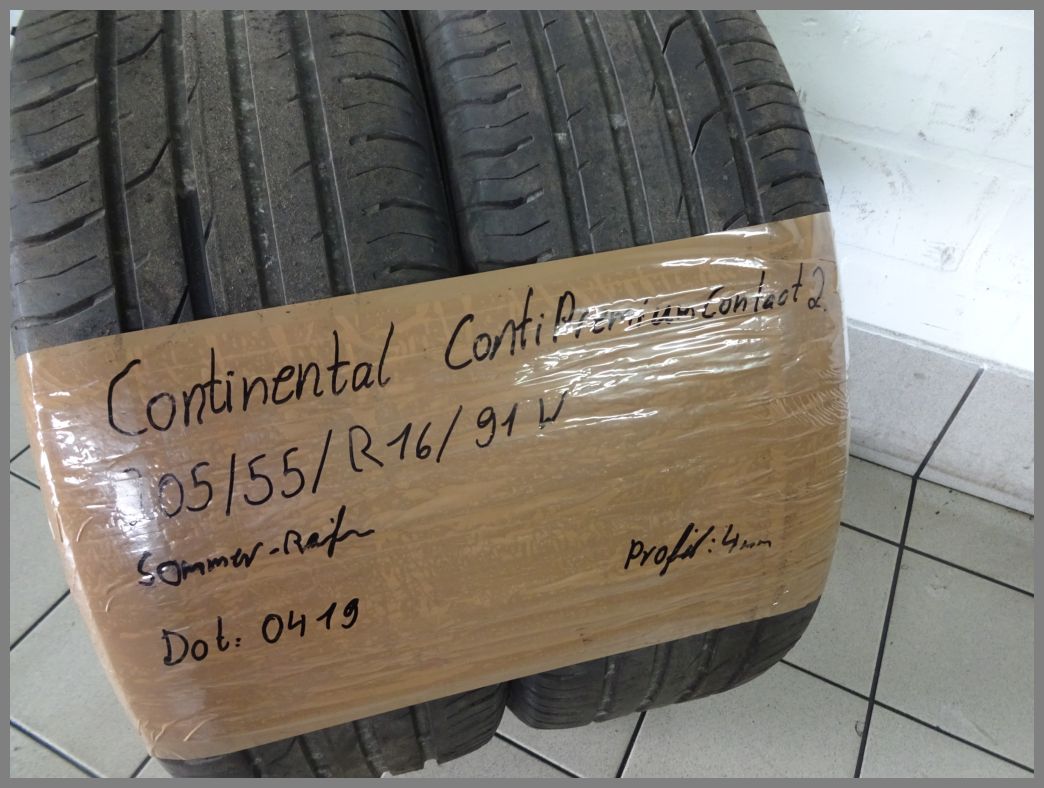 Continental ContiPremiumContact 2
205/55/R16/91 W
Sommer-Reifen
Profil: 4mm
Dot: 0419